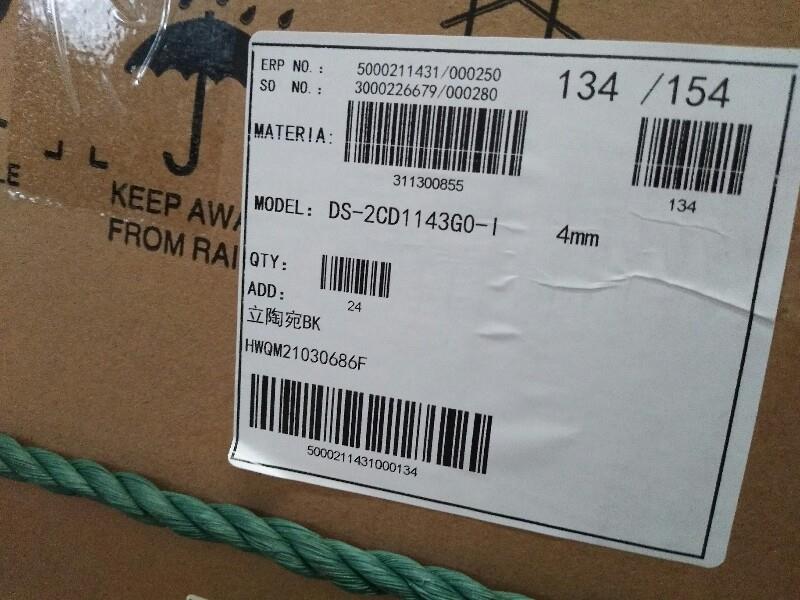 ERP NO.: 5000211431/000250
SD NO.: 3000226679/000280
134 /154
MATERIA:
311300855
134
MODEL: DS-2CD1143G0-I 4mm
QTY:
24
ADD:
立陶宛BK
HWQM21030686F
5000211431000134
KEEP AWA
FROM RAI
LE